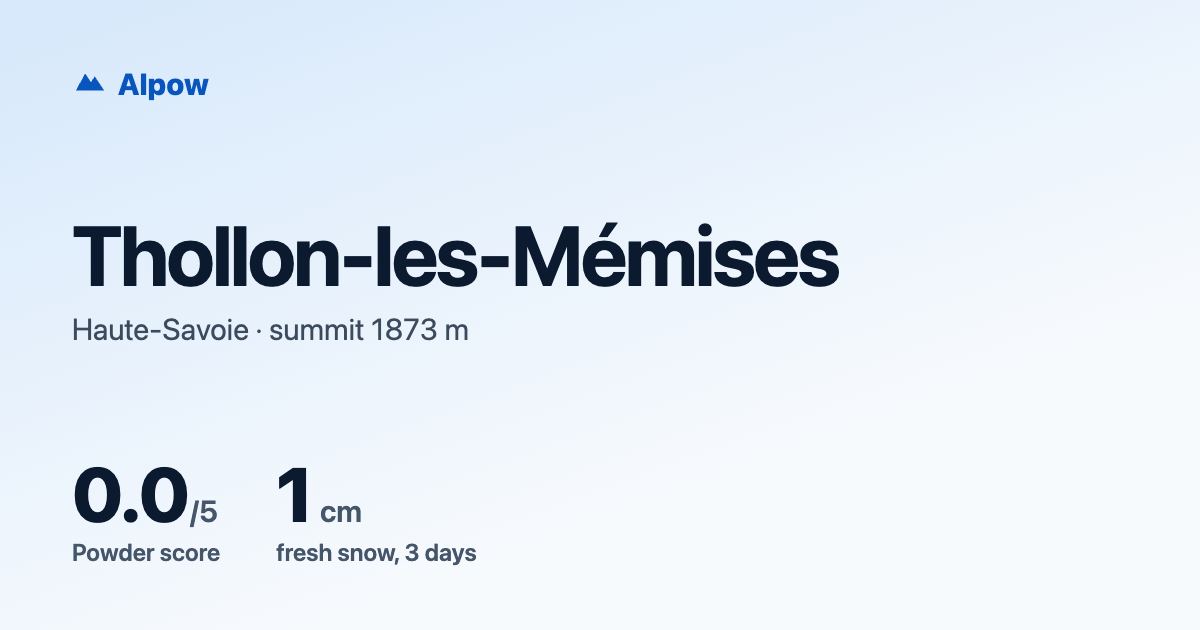 Alpow
Thollon-les-Mémises
Haute-Savoie · summit 1873 m
0.0/5 1 cm
Powder score fresh snow, 3 days